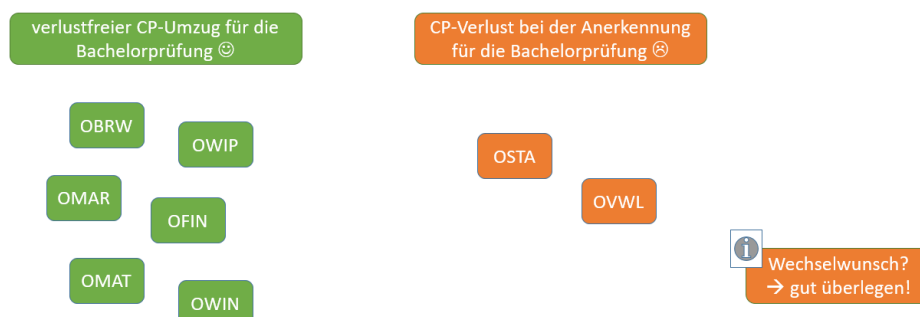 verlustfreier CP-Umzug für die
Bachelorprüfung ☺
CP-Verlust bei der Anerkennung
für die Bachelorprüfung ☹
OBRW
OWIP
OMAR
OFIN
OMAT
OWIN
OSTA
OVWL
i
Wechselwunsch?
→ gut überlegen!